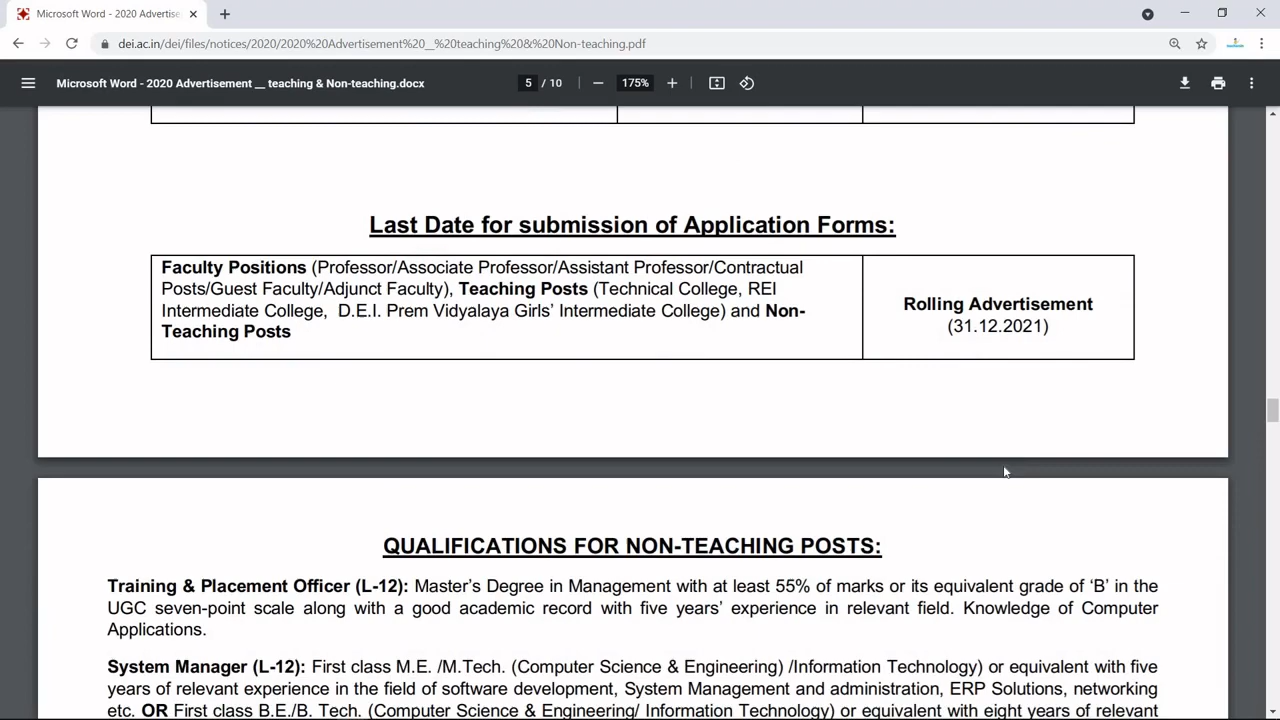 Microsoft Word - 2020 Advertise
dei.ac.in/dei/files/notices/2020/2020%20Advertisement%20__%20teaching%20&%20Non-teaching.pdf
Microsoft Word - 2020 Advertisement __ teaching & Non-teaching.docx
5 / 10
175%
Last Date for submission of Application Forms:
Faculty Positions (Professor/Associate Professor/Assistant Professor/Contractual
Posts/Guest Faculty/Adjunct Faculty), Teaching Posts (Technical College, REI
Intermediate College, D.E.I. Prem Vidyalaya Girls' Intermediate College) and Non-
Teaching Posts
Rolling Advertisement
(31.12.2021)
QUALIFICATIONS FOR NON-TEACHING POSTS:
Training & Placement Officer (L-12): Master's Degree in Management with at least 55% of marks or its equivalent grade of ‘B’ in the
UGC seven-point scale along with a good academic record with five years’ experience in relevant field. Knowledge of Computer
Applications.
System Manager (L-12): First class M.E. /M.Tech. (Computer Science & Engineering) /Information Technology) or equivalent with five
years of relevant experience in the field of software development, System Management and administration, ERP Solutions, networking
etc. OR First class B.E./B. Tech. (Computer Science & Engineering/ Information Technology) or equivalent with eight years of relevant